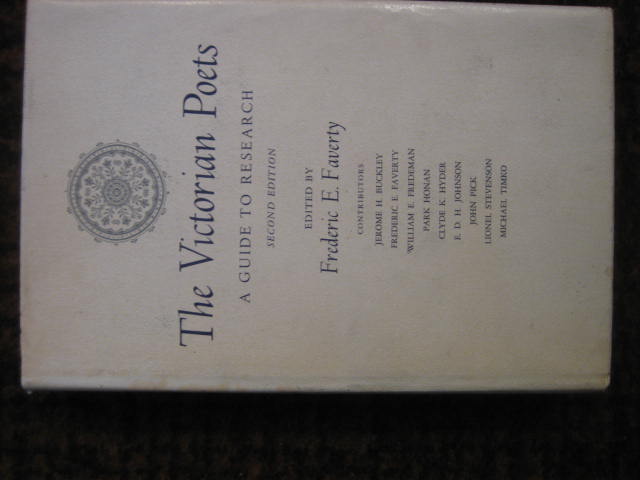 The Victorian Poets
A GUIDE TO RESEARCH
SECOND EDITION
EDITED BY
Frederic E. Faverty
CONTRIBUTORS
JEROME H. BUCKLEY
FREDERIC E. FAVERTY
WILLIAM E. FREDEMAN
PARK HONAN
CLYDE K. HYDER
E. D. H. JOHNSON
JOHN PICK
LIONEL STEVENSON
MICHAEL TIMKO